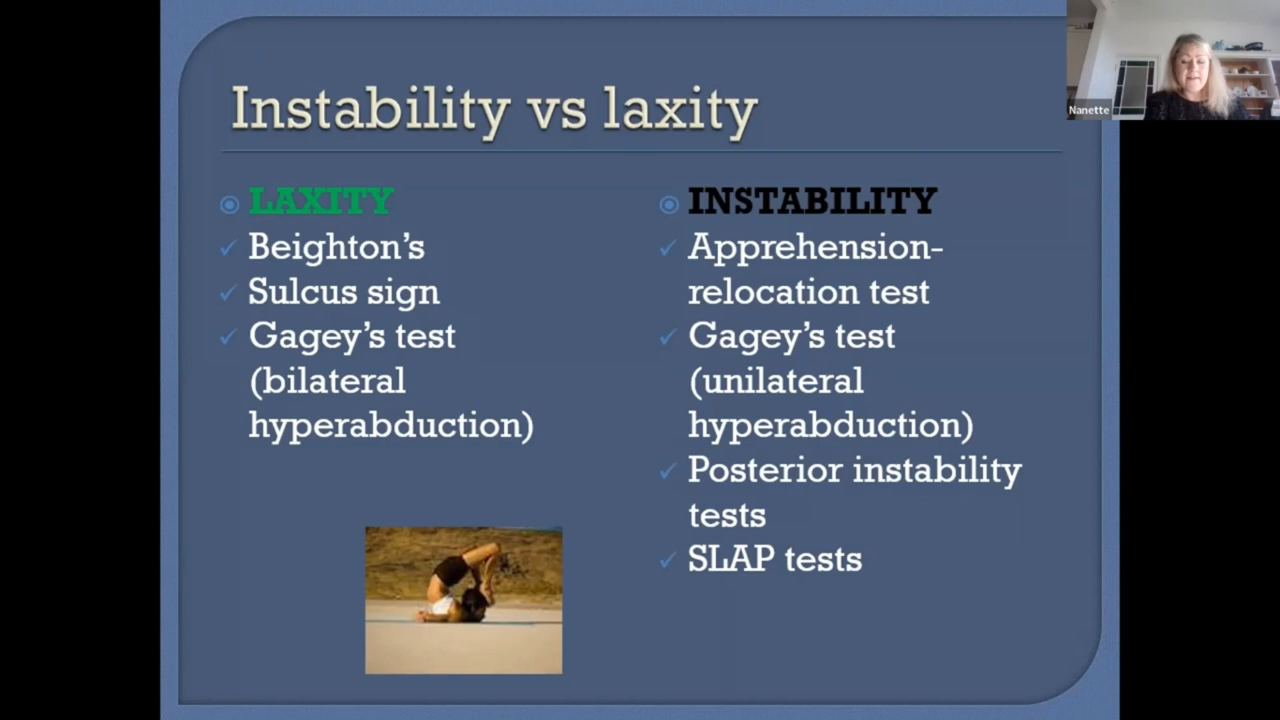 Instability vs laxity
LAXITY
Beighton's
Sulcus sign
Gagey's test
(bilateral
hyperabduction)
INSTABILITY
Apprehension-
relocation test
Gagey's test
(unilateral
hyperabduction)
Posterior instability
tests
SLAP tests
Nanette